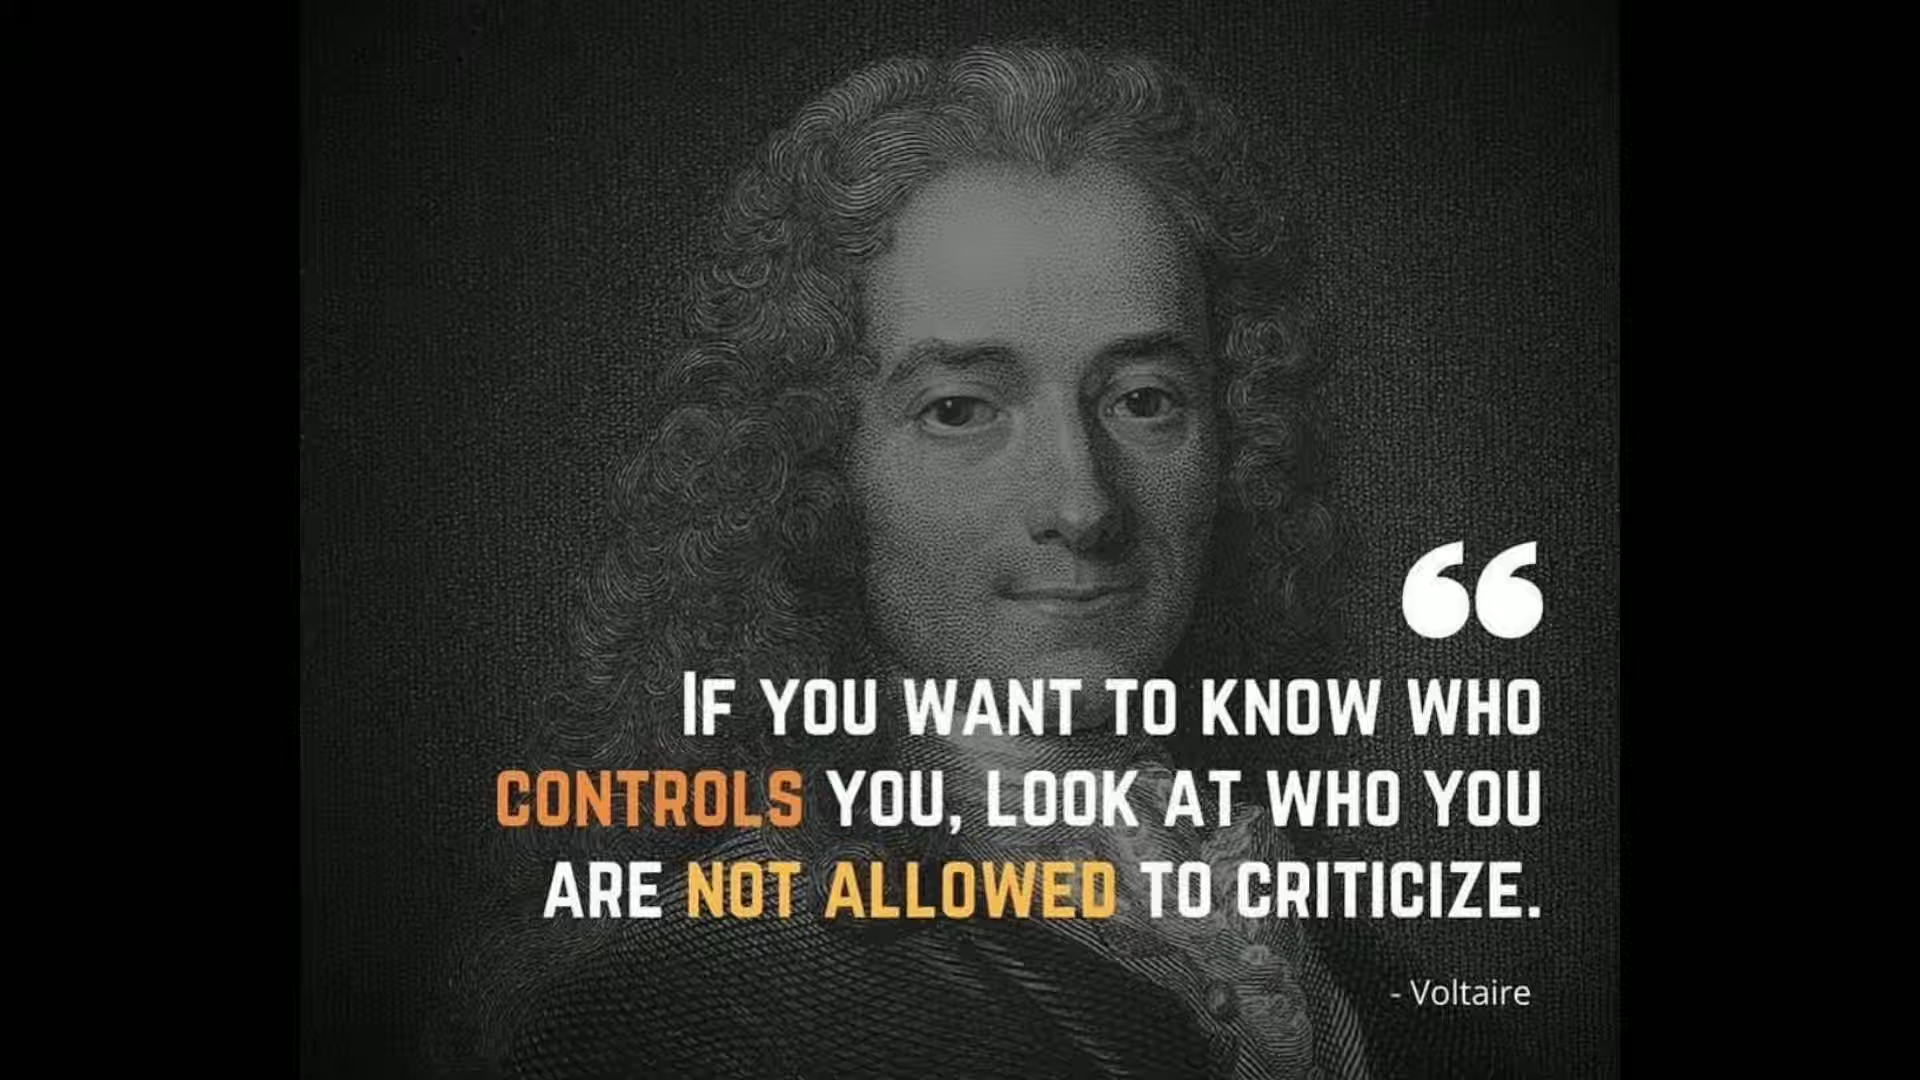 “
IF YOU WANT TO KNOW WHO
CONTROLS YOU, LOOK AT WHO YOU
ARE NOT ALLOWED TO CRITICIZE.
- Voltaire